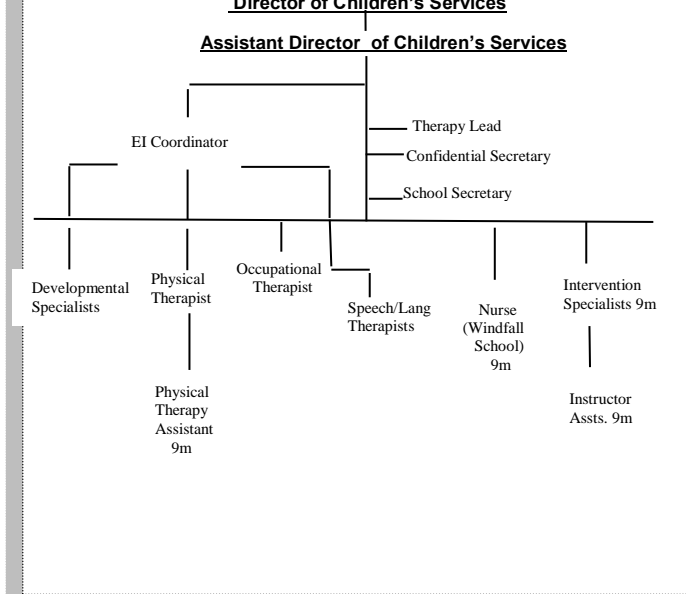 Director of Children's Services
Assistant Director of Children's Services
Therapy Lead
EI Coordinator
Confidential Secretary
School Secretary
Developmental
Specialists
Physical
Therapist
Occupational
Therapist
Speech/Lang
Therapists
Nurse
(Windfall
School)
9m
Intervention
Specialists 9m
Physical
Therapy
Assistant
9m
Instructor
Assts. 9m